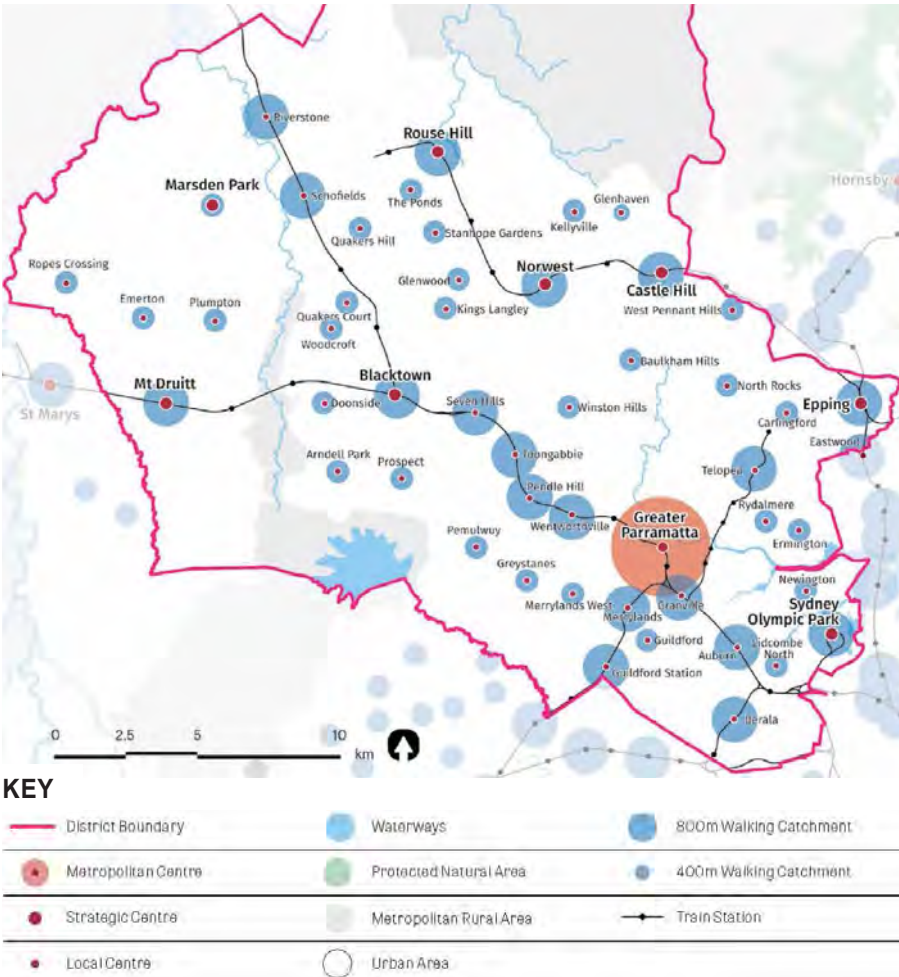 Riverstone
Rouse Hill
Hornsby
Marsden Park
Schofields
The Ponds
Glenhaven
Kellyville
Quakers Hill
Stanhope Gardens
Ropes Crossing
Glenwood
Norwest
Castle Hill
Emerton
Plumpton
Quakers Court
Kings Langley
West Pennant Hills
Woodcroft
Baulkham Hills
St Marys
Mt Druitt
Blacktown
North Rocks
Doonside
Seven Hills
Winston Hills
Epping
Carlingford
Eastwood
Toongabbie
Telopea
Arndell Park
Prospect
Pendle Hill
Rydalmere
Wentworthville
Greater
Parramatta
Ermington
Pemulwuy
Greystanes
Newington
Merrylands West
Merrylands
Granville
Sydney
Olympic Park
Guildford
Auburn
Lidcombe
North
Guildford Station
Berala
0 2.5 5 10
km
KEY
District Boundary
Waterways
800m Walking Catchment
Metropolitan Centre
Protected Natural Area
400m Walking Catchment
Strategic Centre
Metropolitan Rural Area
Train Station
Local Centre
Urban Area